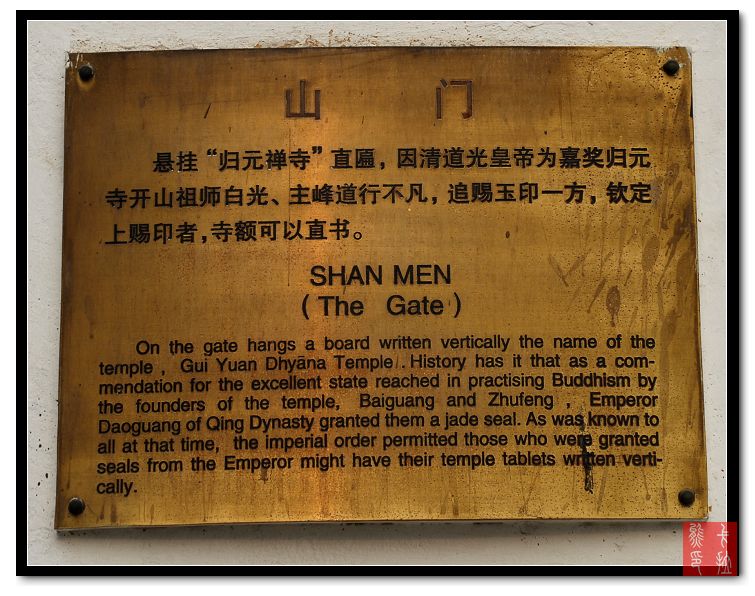 山 门
悬挂“归元禅寺”直匾，因清道光皇帝为嘉奖归元
寺开山祖师白光、主峰道行不凡，追赐玉印一方，钦定
上赐印者，寺额可以直书。
SHAN MEN
( The Gate )
On the gate hangs a board written vertically the name of the
temple , Gui Yuan Dhyāna Temple . History has it that as a com-
mendation for the excellent state reached in practising Buddhism by
the founders of the temple, Baiguang and Zhufeng , Emperor
Daoguang of Qing Dynasty granted them a jade seal. As was known to
all at that time, the imperial order permitted those who were granted
seals from the Emperor might have their temple tablets written verti-
cally.